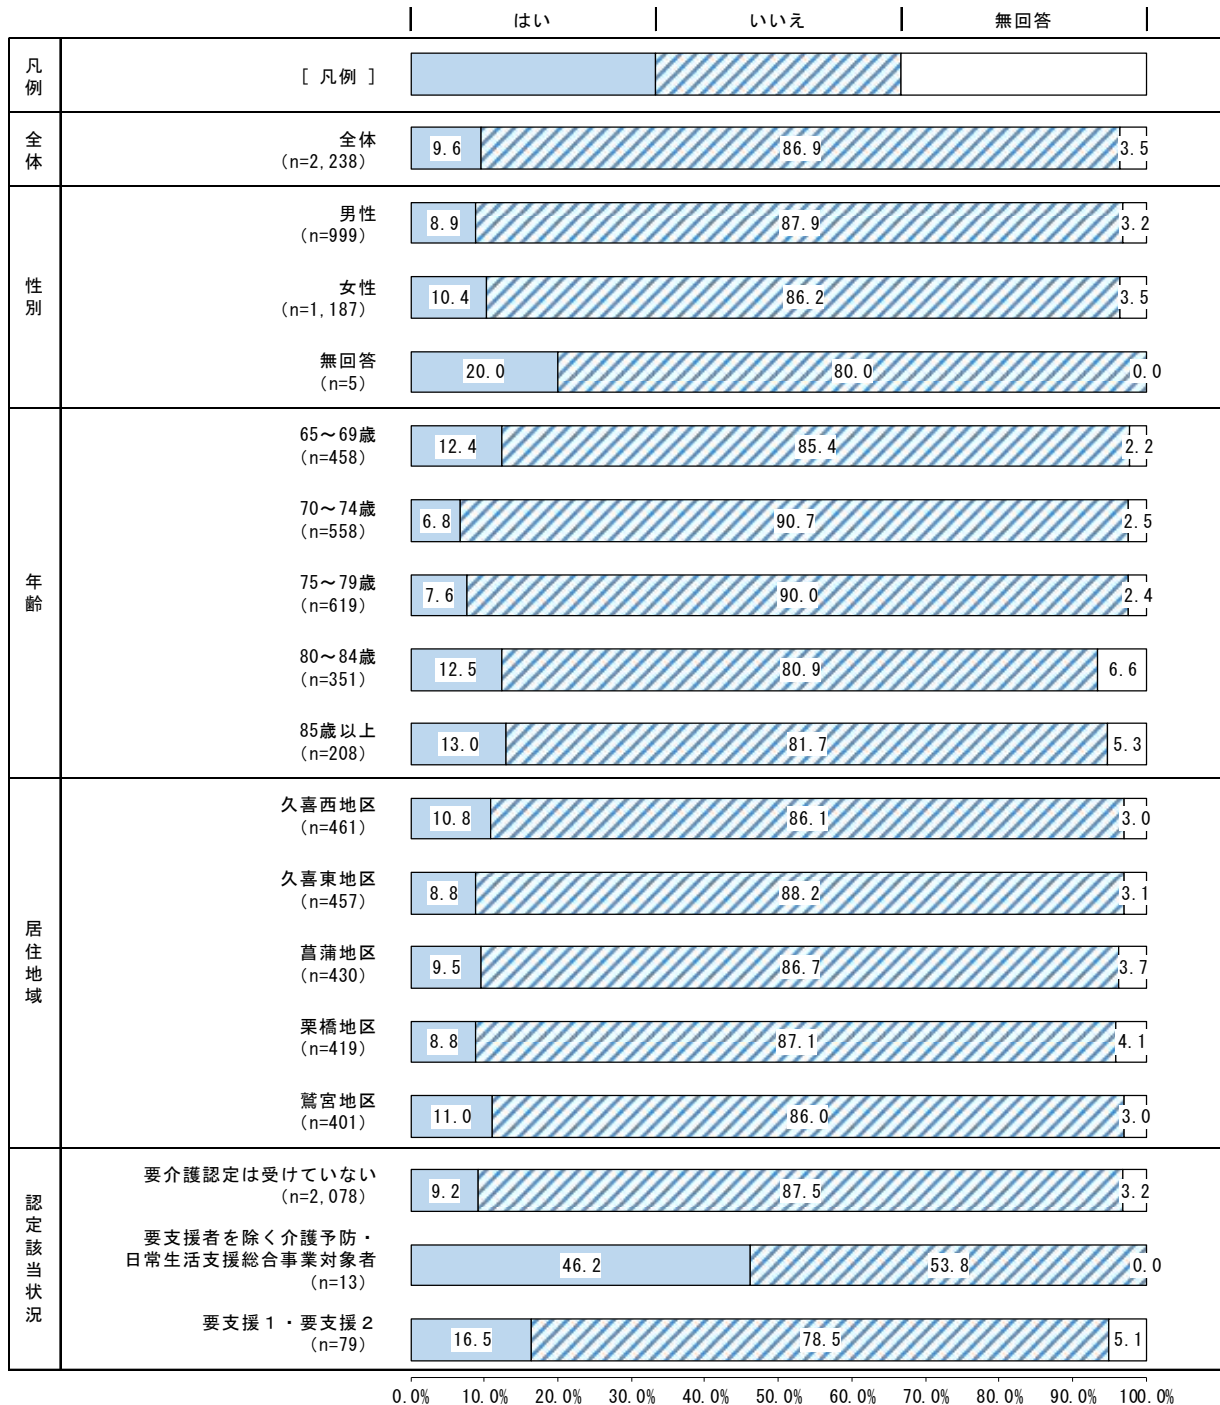 はい いいえ 無回答
凡例
[ 凡例 ]
全体
全体
(n=2,238)
9.6 86.9 3.5
性別
男性
(n=999)
8.9 87.9 3.2
女性
(n=1,187)
10.4 86.2 3.5
無回答
(n=5)
20.0 80.0 0.0
年齢
65～69歳
(n=458)
12.4 85.4 2.2
70～74歳
(n=558)
6.8 90.7 2.5
75～79歳
(n=619)
7.6 90.0 2.4
80～84歳
(n=351)
12.5 80.9 6.6
85歳以上
(n=208)
13.0 81.7 5.3
居住地域
久喜西地区
(n=461)
10.8 86.1 3.0
久喜東地区
(n=457)
8.8 88.2 3.1
菖蒲地区
(n=430)
9.5 86.7 3.7
栗橋地区
(n=419)
8.8 87.1 4.1
鷲宮地区
(n=401)
11.0 86.0 3.0
認定該当状況
要介護認定は受けていない
(n=2,078)
9.2 87.5 3.2
要支援者を除く介護予防・
日常生活支援総合事業対象者
(n=13)
46.2 53.8 0.0
要支援１・要支援２
(n=79)
16.5 78.5 5.1
0.0% 10.0% 20.0% 30.0% 40.0% 50.0% 60.0% 70.0% 80.0% 90.0% 100.0%